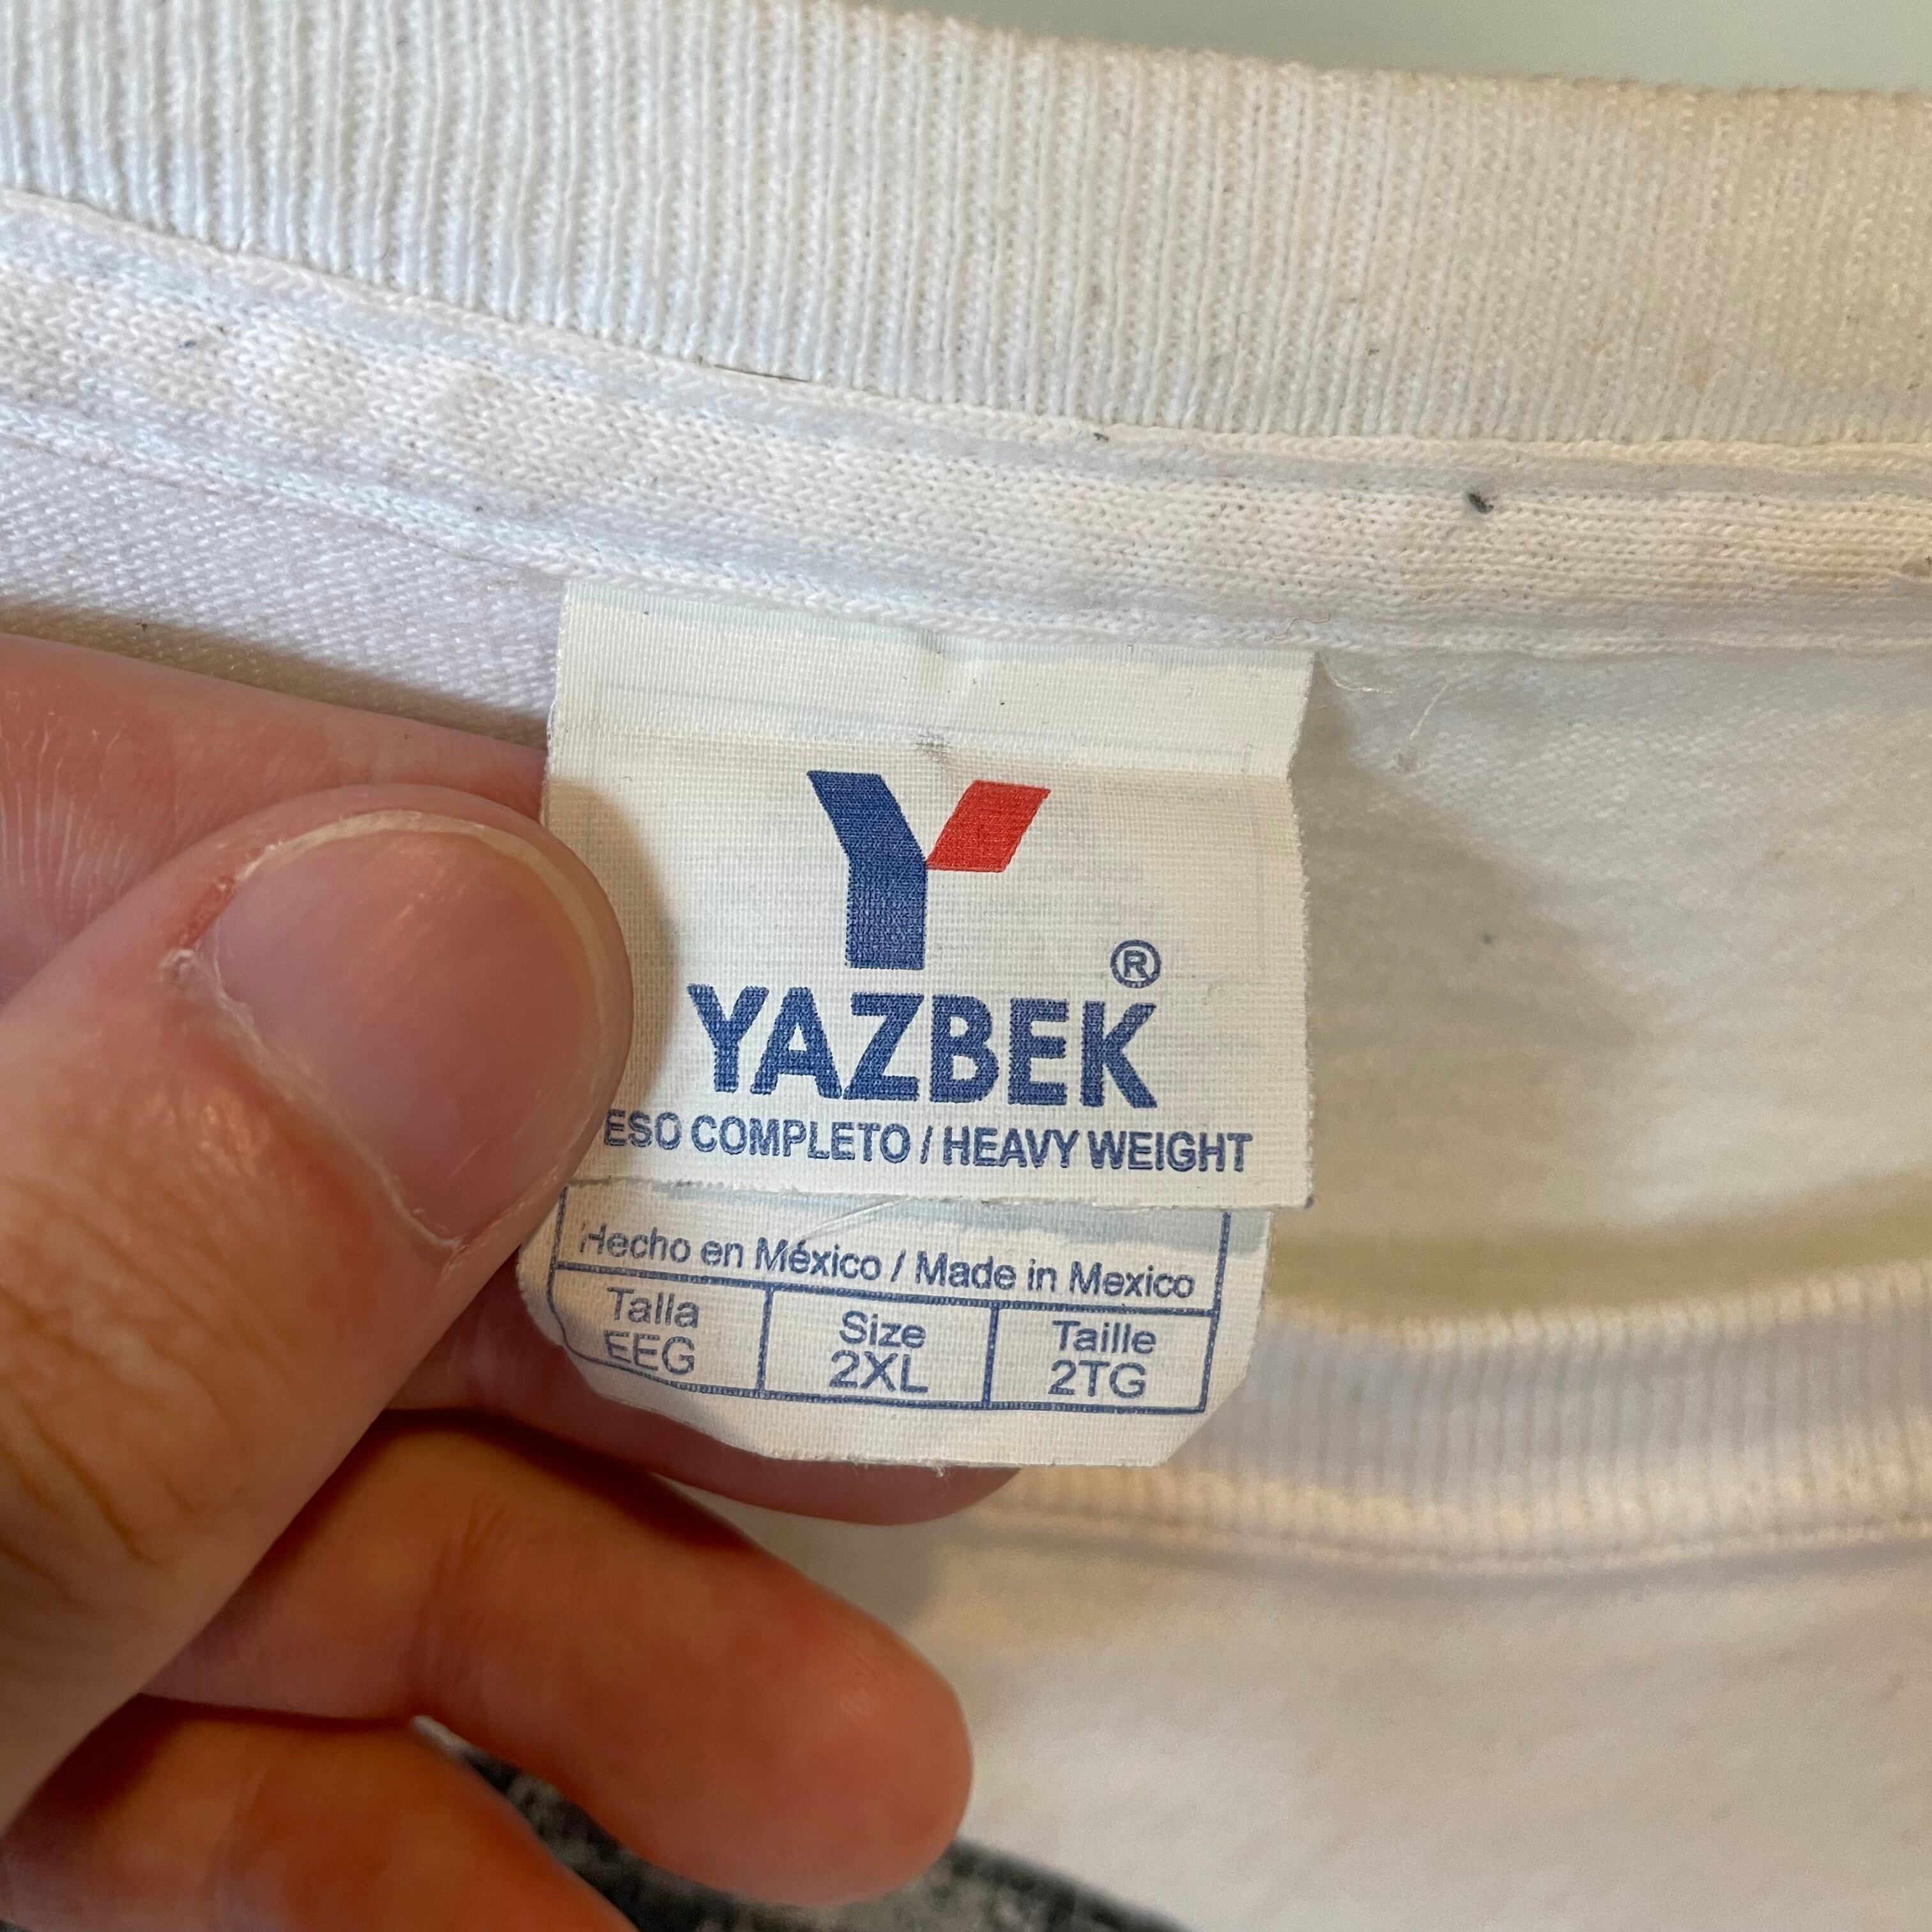 Y
®
YAZBEK
ESO COMPLETO / HEAVY WEIGHT
Hecho en México / Made in Mexico
Talla Size Taille
EEG 2XL 2TG